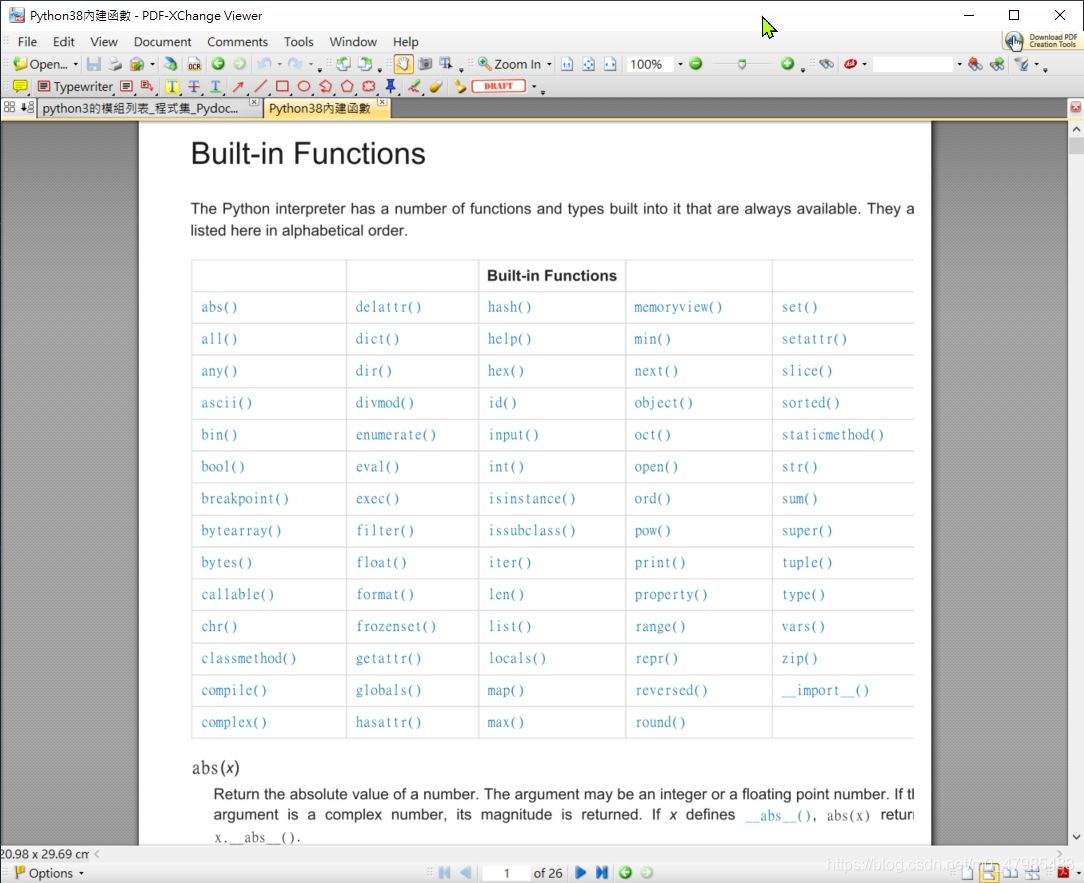 Python38內建函數 - PDF-XChange Viewer
File Edit View Document Comments Tools Window Help
Download PDF
Creation Tools
Open... OCR Zoom In 100%
Typewriter DRAFT
python3的模組列表_程式集_Pydoc... Python38內建函數
Built-in Functions
The Python interpreter has a number of functions and types built into it that are always available. They a
listed here in alphabetical order.
Built-in Functions
abs() delattr() hash() memoryview() set()
all() dict() help() min() setattr()
any() dir() hex() next() slice()
ascii() divmod() id() object() sorted()
bin() enumerate() input() oct() staticmethod()
bool() eval() int() open() str()
breakpoint() exec() isinstance() ord() sum()
bytearray() filter() issubclass() pow() super()
bytes() float() iter() print() tuple()
callable() format() len() property() type()
chr() frozenset() list() range() vars()
classmethod() getattr() locals() repr() zip()
compile() globals() map() reversed() __import__()
complex() hasattr() max() round()
abs(x)
Return the absolute value of a number. The argument may be an integer or a floating point number. If th
argument is a complex number, its magnitude is returned. If x defines __abs__(), abs(x) return
x.__abs__().
20.98 x 29.69 cm
Options 1 of 26